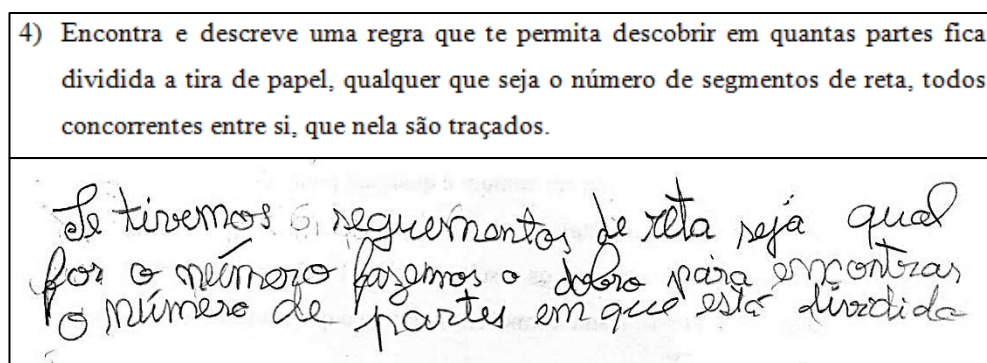 4) Encontra e descreve uma regra que te permita descobrir em quantas partes fica
dividida a tira de papel, qualquer que seja o número de segmentos de reta, todos
concorrentes entre si, que nela são traçados.
Se tivermos 6 seguementos de reta seja qual
for o número fazemos o dobro para encontrar
o número de partes em que está dividida